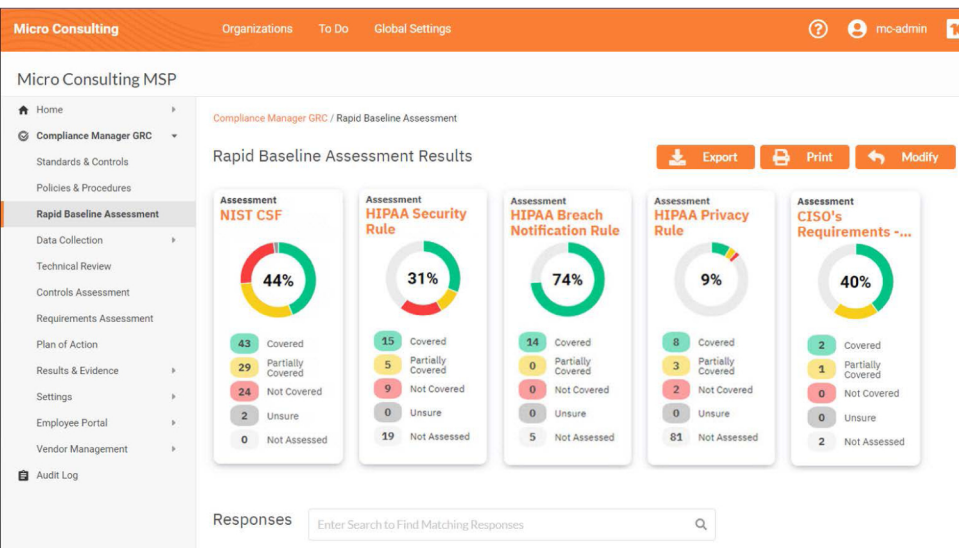 Micro Consulting
Organizations
To Do
Global Settings
?
mc-admin
Micro Consulting MSP
Home
Compliance Manager GRC
Standards & Controls
Policies & Procedures
Rapid Baseline Assessment
Data Collection
Technical Review
Controls Assessment
Requirements Assessment
Plan of Action
Results & Evidence
Settings
Employee Portal
Vendor Management
Audit Log
Compliance Manager GRC / Rapid Baseline Assessment
Rapid Baseline Assessment Results
Export
Print
Modify
Assessment
NIST CSF
44%
43 Covered
29 Partially
Covered
24 Not Covered
2 Unsure
0 Not Assessed
Assessment
HIPAA Security
Rule
31%
15 Covered
5 Partially
Covered
9 Not Covered
0 Unsure
19 Not Assessed
Assessment
HIPAA Breach
Notification Rule
74%
14 Covered
0 Partially
Covered
0 Not Covered
0 Unsure
5 Not Assessed
Assessment
HIPAA Privacy
Rule
9%
8 Covered
3 Partially
Covered
2 Not Covered
0 Unsure
81 Not Assessed
Assessment
CISO's
Requirements -...
40%
2 Covered
1 Partially
Covered
0 Not Covered
0 Unsure
2 Not Assessed
Responses
Enter Search to Find Matching Responses